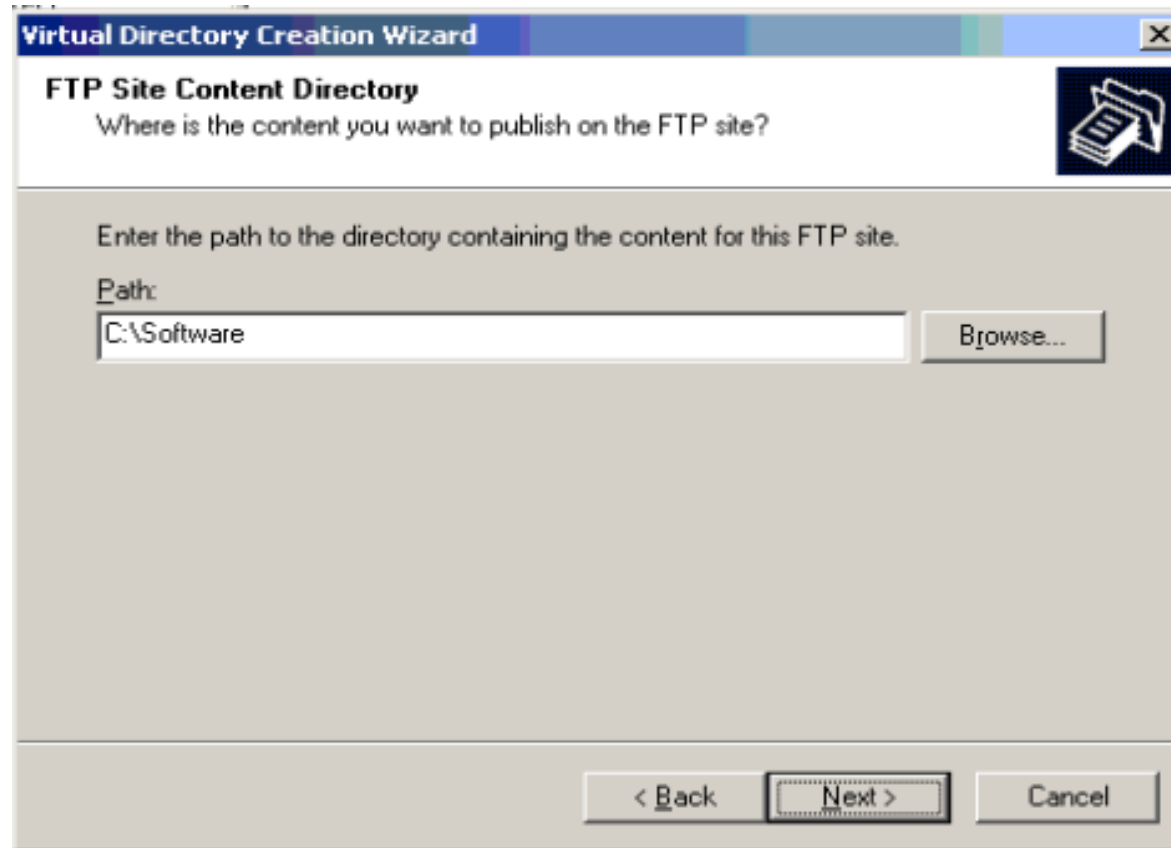 Virtual Directory Creation Wizard
FTP Site Content Directory
Where is the content you want to publish on the FTP site?
Enter the path to the directory containing the content for this FTP site.
Path:
C:\Software
Browse...
< Back
Next >
Cancel